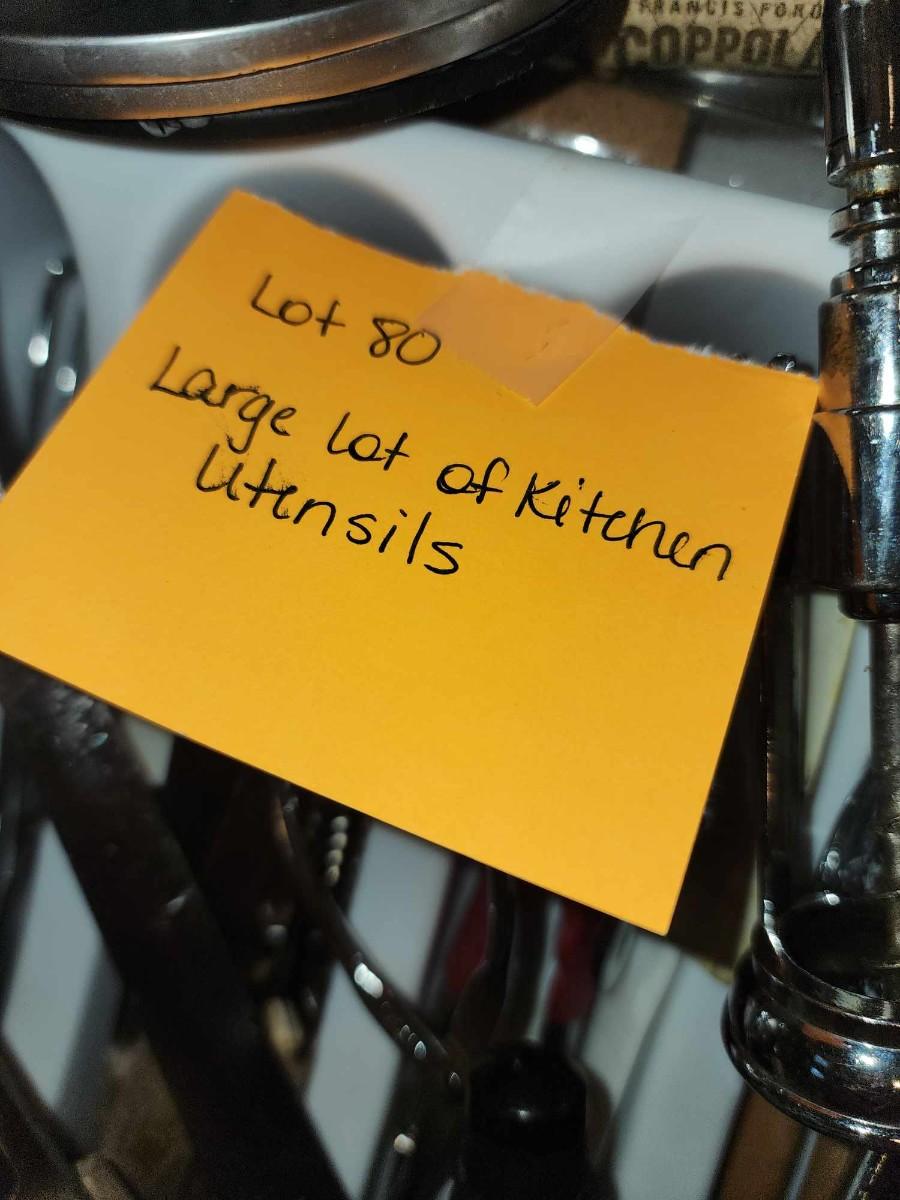 FRANCIS FORD
COPPOLA
Lot 80
Large lot of Kitchen
Utensils